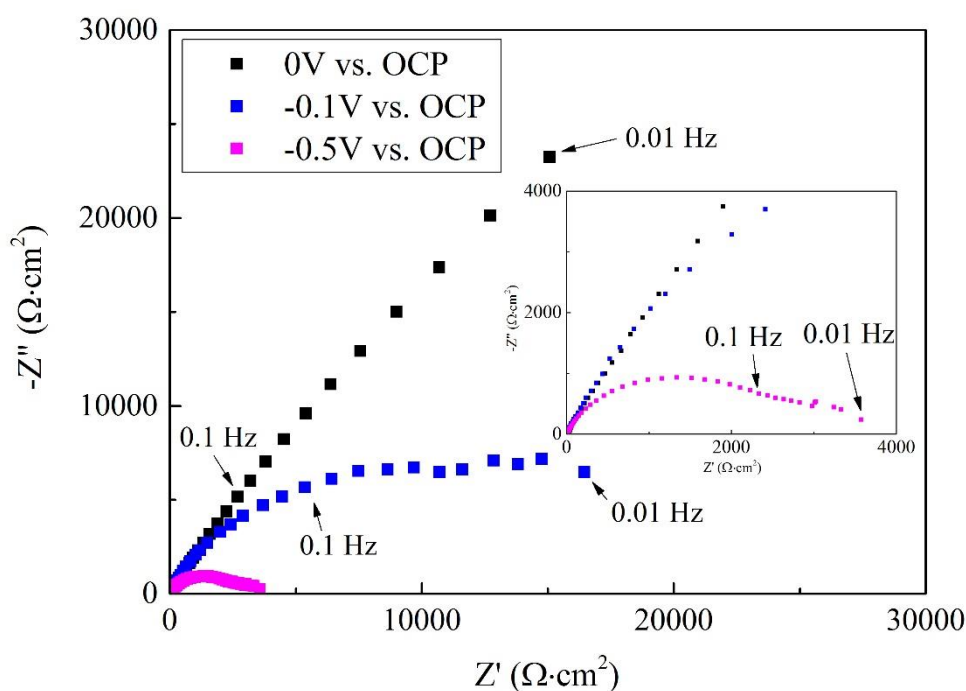 30000
0V vs. OCP
-0.1V vs. OCP
-0.5V vs. OCP
0.01 Hz
20000
-Z'' (Ω·cm²)
4000
0.1 Hz
0.01 Hz
2000
-Z'' (Ω·cm²)
0
0
2000
4000
Z' (Ω·cm²)
10000
0.1 Hz
0.01 Hz
0.1 Hz
0
0
10000
20000
30000
Z' (Ω·cm²)